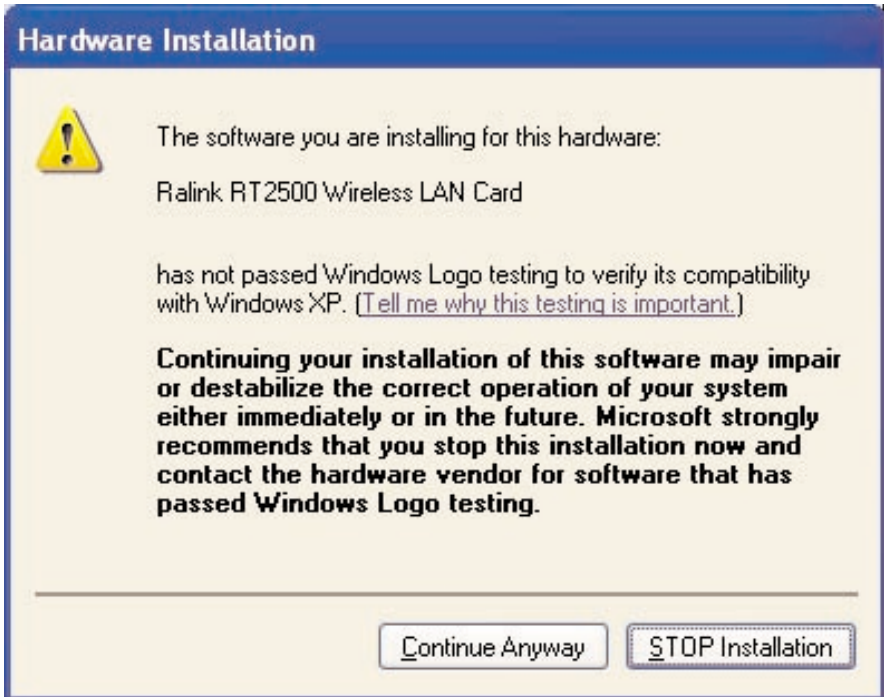 Hardware Installation
The software you are installing for this hardware:
Ralink RT2500 Wireless LAN Card
has not passed Windows Logo testing to verify its compatibility
with Windows XP. (Tell me why this testing is important.)
Continuing your installation of this software may impair
or destabilize the correct operation of your system
either immediately or in the future. Microsoft strongly
recommends that you stop this installation now and
contact the hardware vendor for software that has
passed Windows Logo testing.
Continue Anyway
STOP Installation